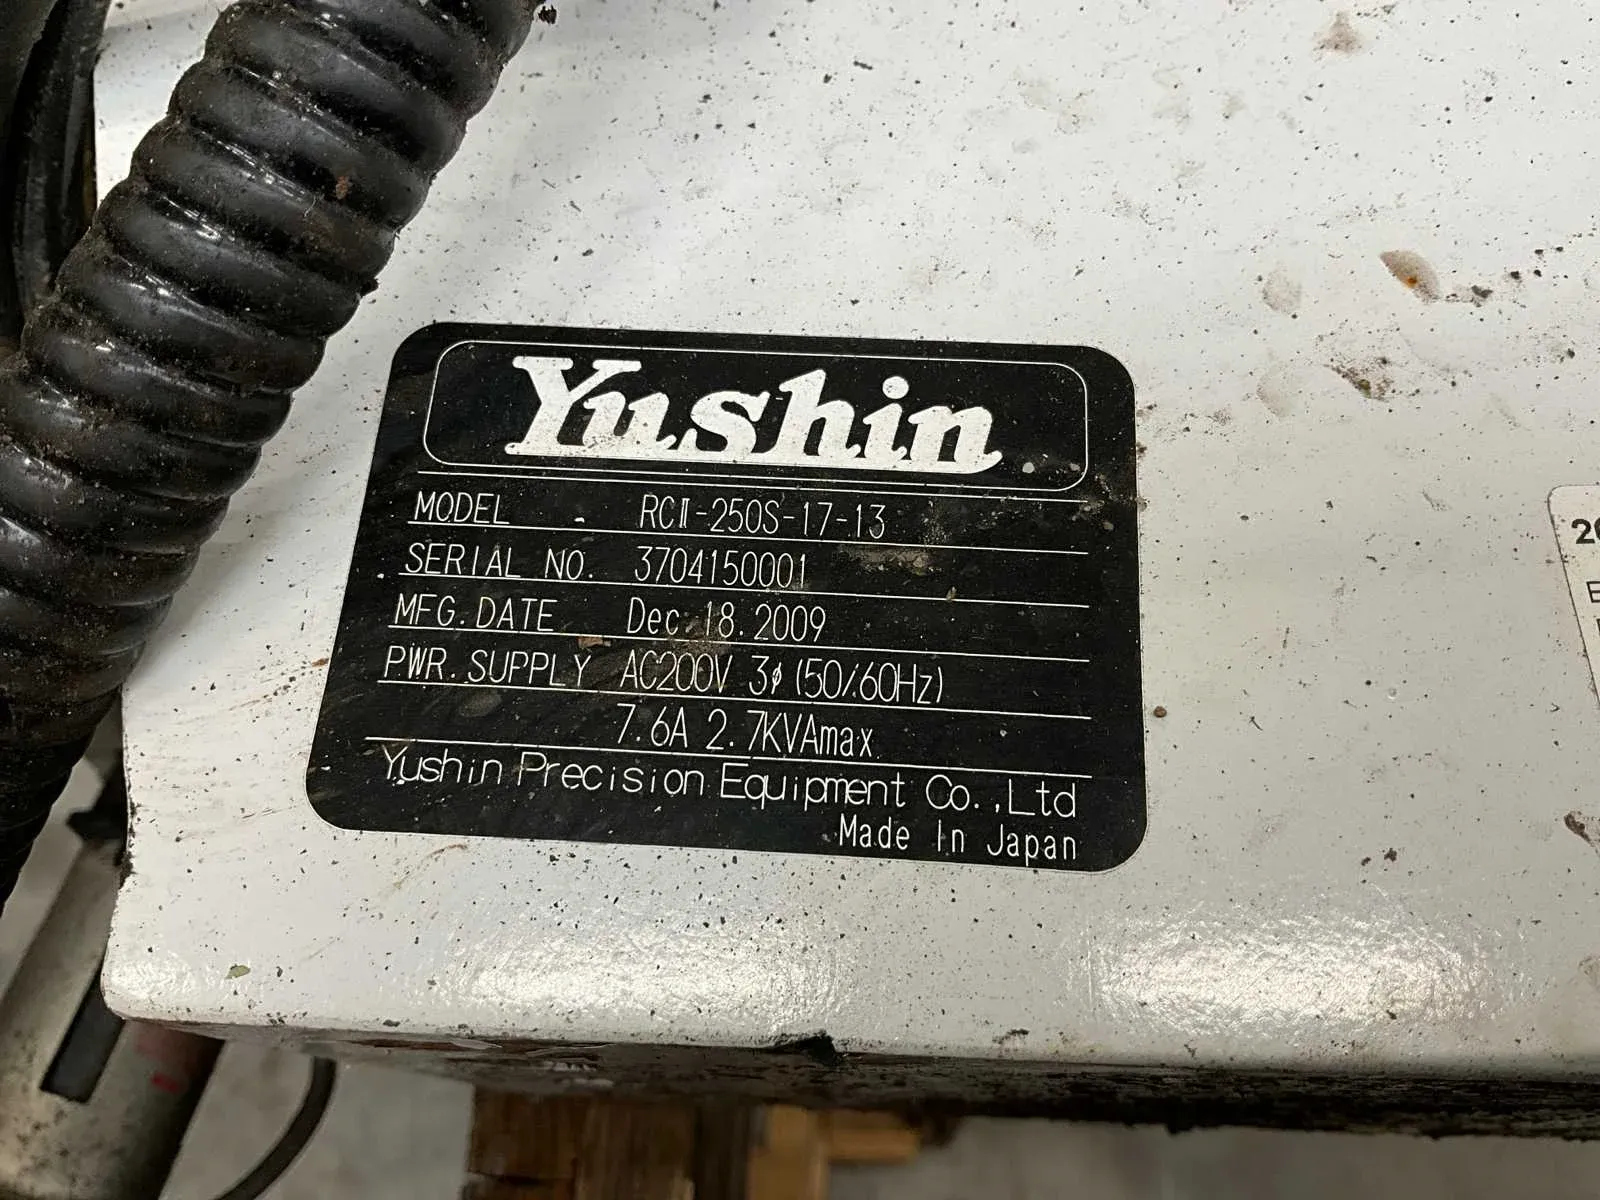 Yushin
MODEL RCⅡ-250S-17-13
SERIAL NO. 3704150001
MFG.DATE Dec.18.2009
PWR.SUPPLY AC200V 3φ(50/60Hz)
7.6A 2.7KVAmax
Yushin Precision Equipment Co.,Ltd
Made In Japan